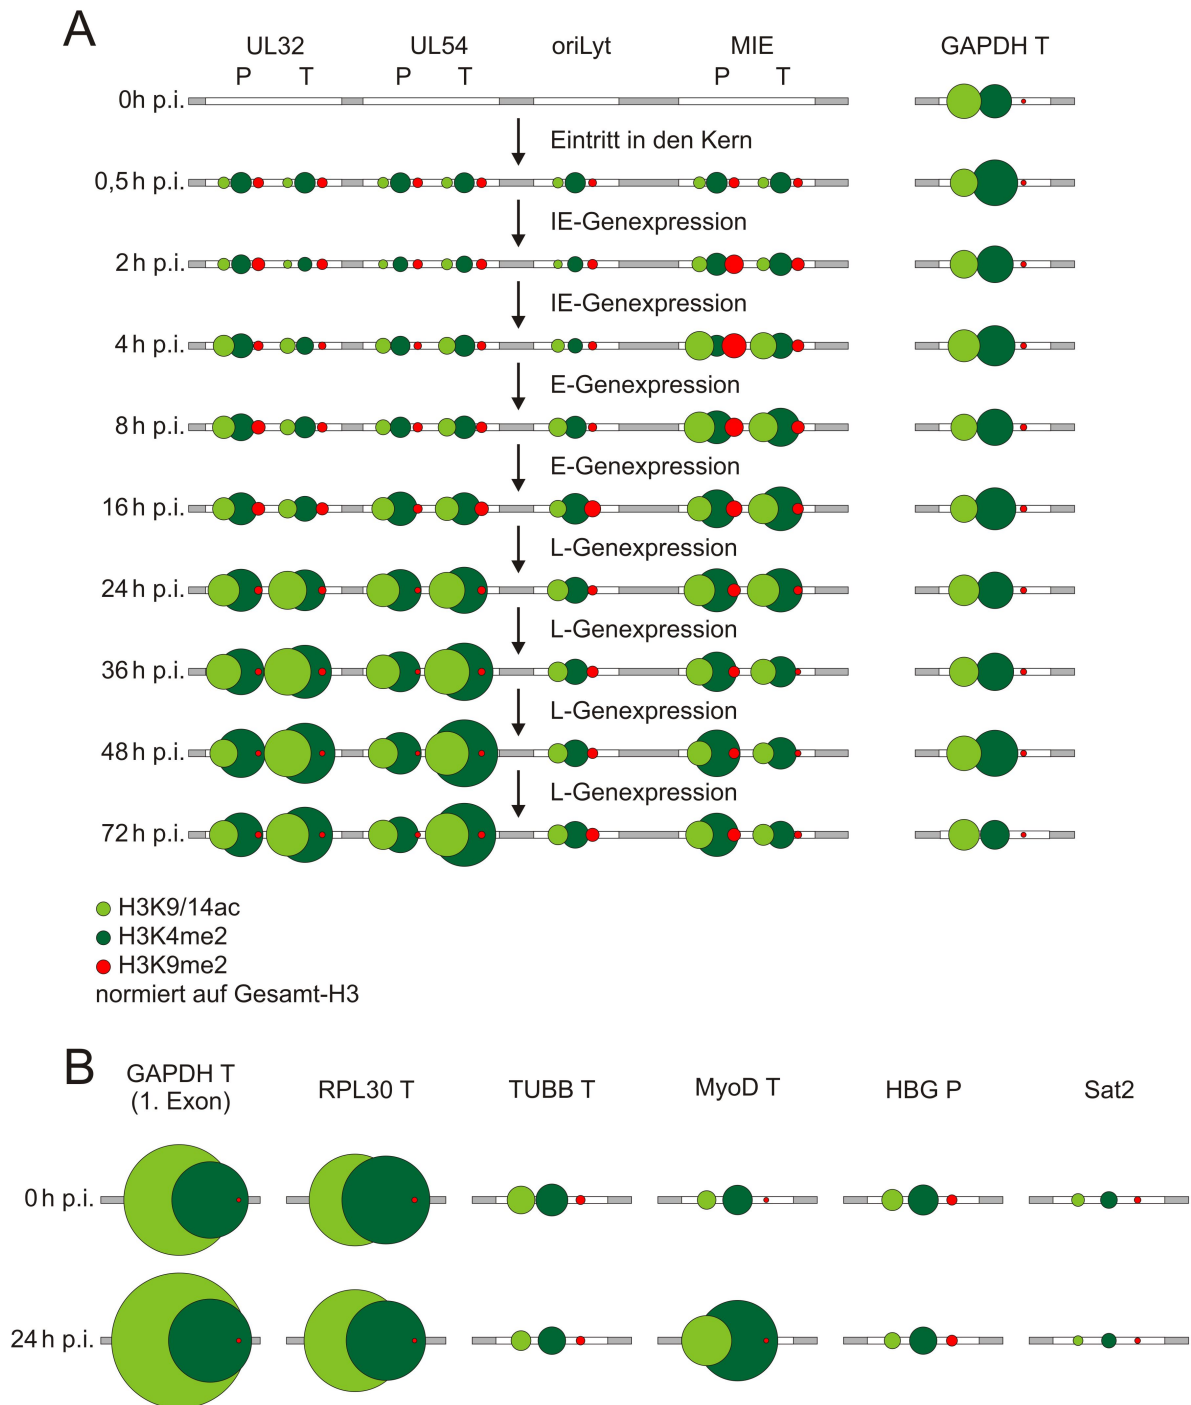 A
UL32 UL54 oriLyt MIE GAPDH T
P T P T P T
0h p.i.
Eintritt in den Kern
0,5h p.i.
IE-Genexpression
2h p.i.
IE-Genexpression
4h p.i.
E-Genexpression
8h p.i.
E-Genexpression
16h p.i.
L-Genexpression
24h p.i.
L-Genexpression
36h p.i.
L-Genexpression
48h p.i.
L-Genexpression
72h p.i.
H3K9/14ac
H3K4me2
H3K9me2
normiert auf Gesamt-H3
B
GAPDH T RPL30 T TUBB T MyoD T HBG P Sat2
(1. Exon)
0h p.i.
24h p.i.